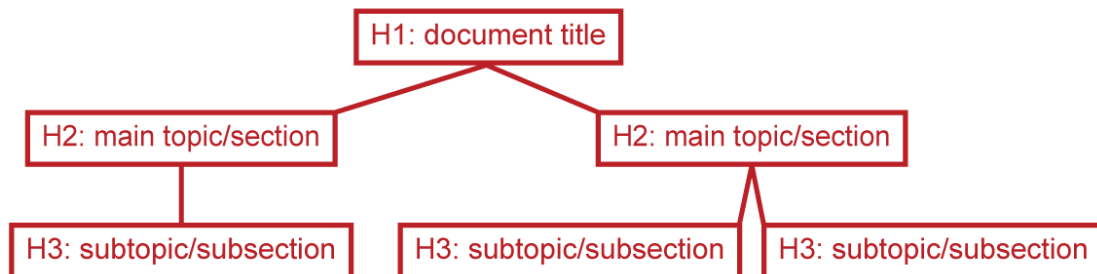 H1: document title
H2: main topic/section
H2: main topic/section
H3: subtopic/subsection
H3: subtopic/subsection
H3: subtopic/subsection